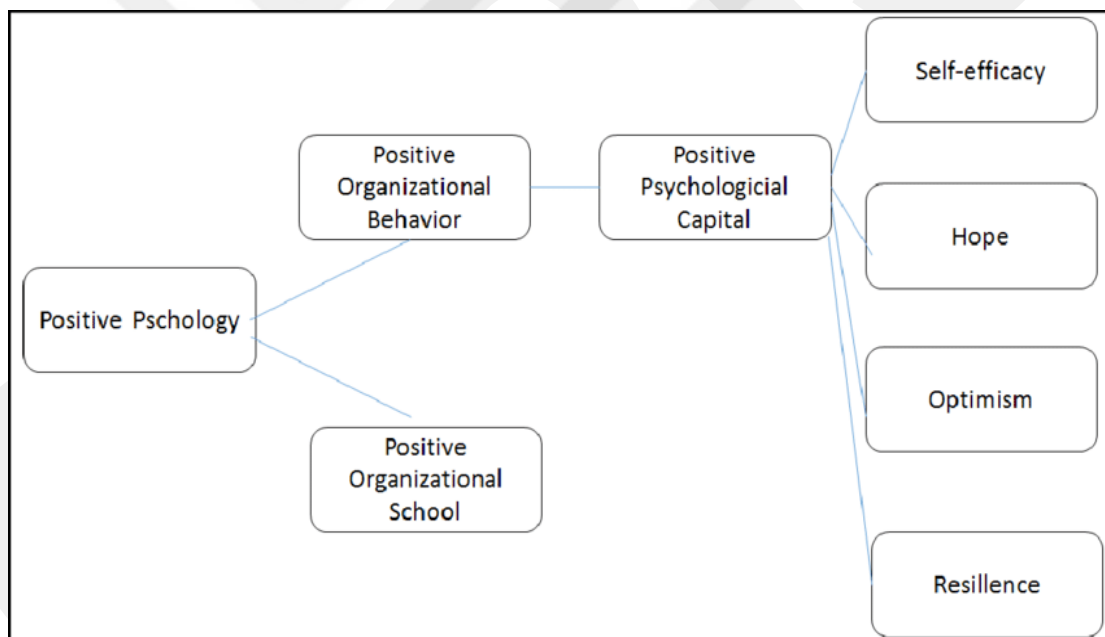 Self-efficacy
Positive
Organizational
Behavior
Positive
Psychologicial
Capital
Hope
Positive Pschology
Optimism
Positive
Organizational
School
Resillence